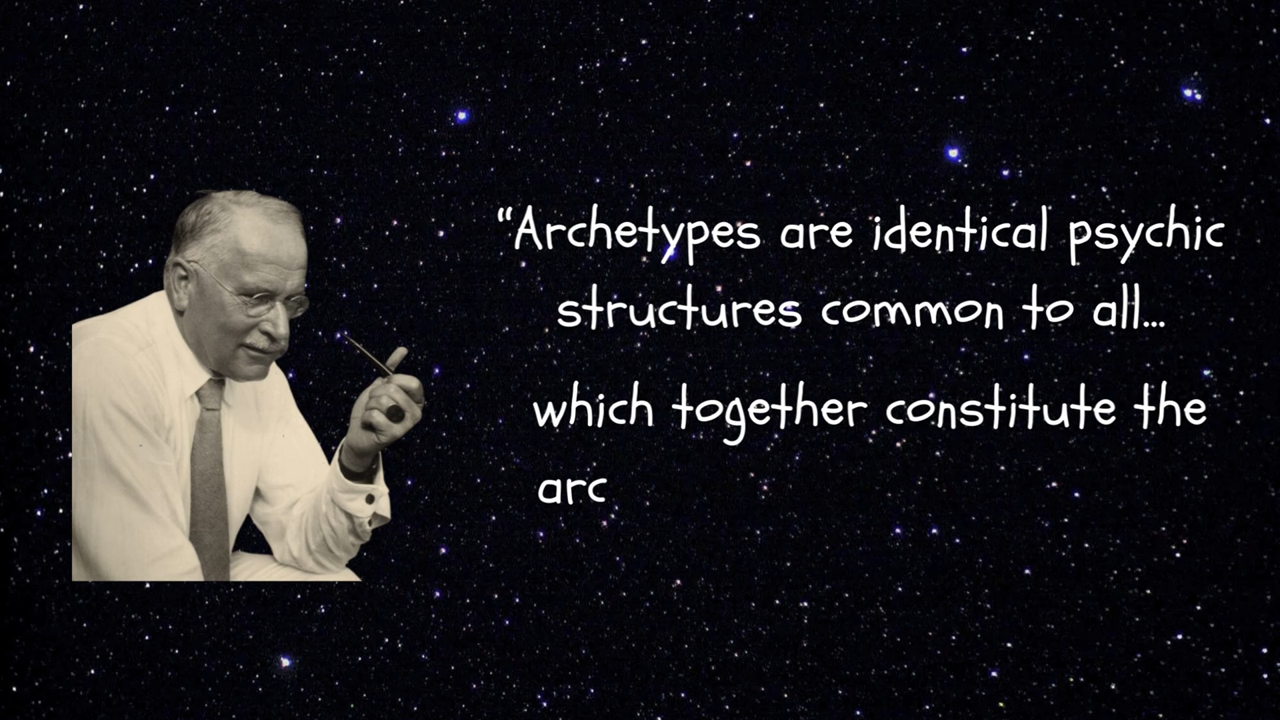 “Archetypes are identical psychic
structures common to all...
which together constitute the
arc